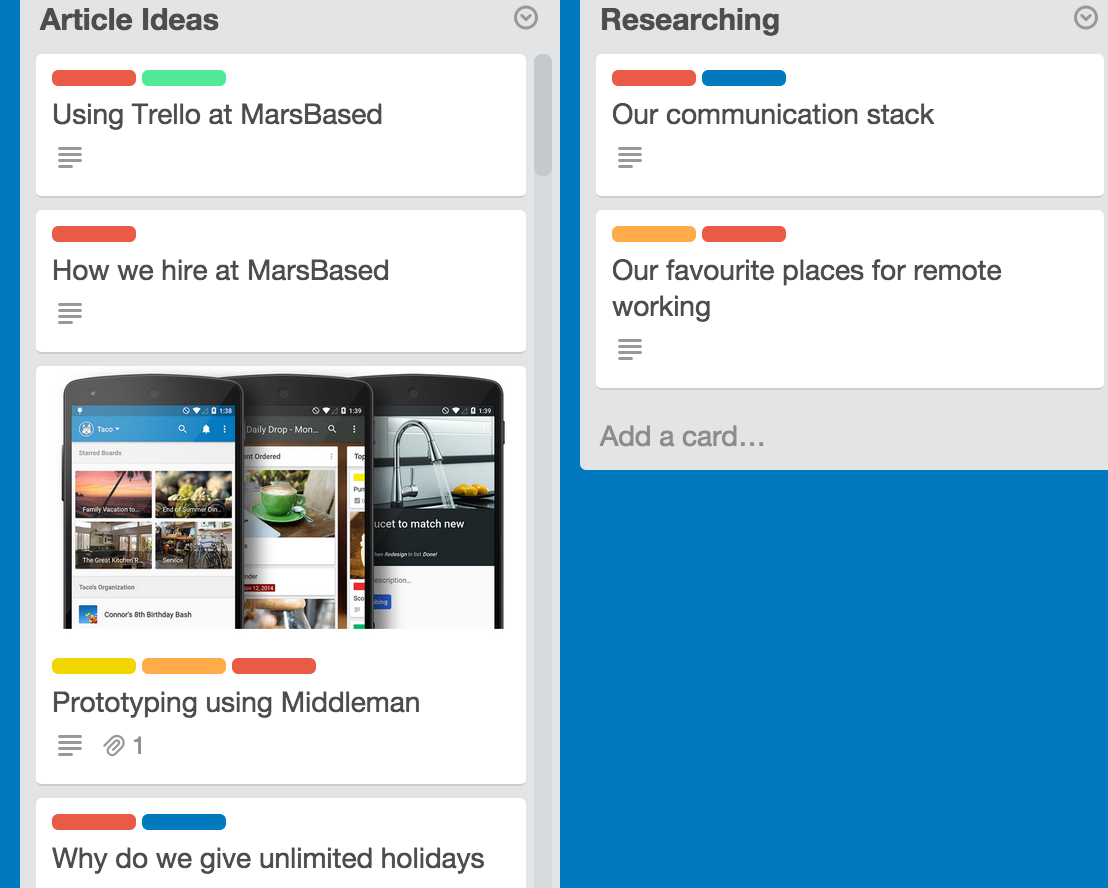 Article Ideas
Using Trello at MarsBased
How we hire at MarsBased
1:38
Taco
Starred Boards
Family Vacation to...
End of Summer Din...
The Great Kitchen R...
Service
Taco's Organization
Connor's 8th Birthday Bash
1:39
Daily Drop - Mon...
nt Ordered
Top
Pum
nder
Nov 12, 2014
Sco
1:39
ucet to match new
hen Redesign in list Done!
escription...
bing
Prototyping using Middleman
1
Why do we give unlimited holidays
Researching
Our communication stack
Our favourite places for remote
working
Add a card...